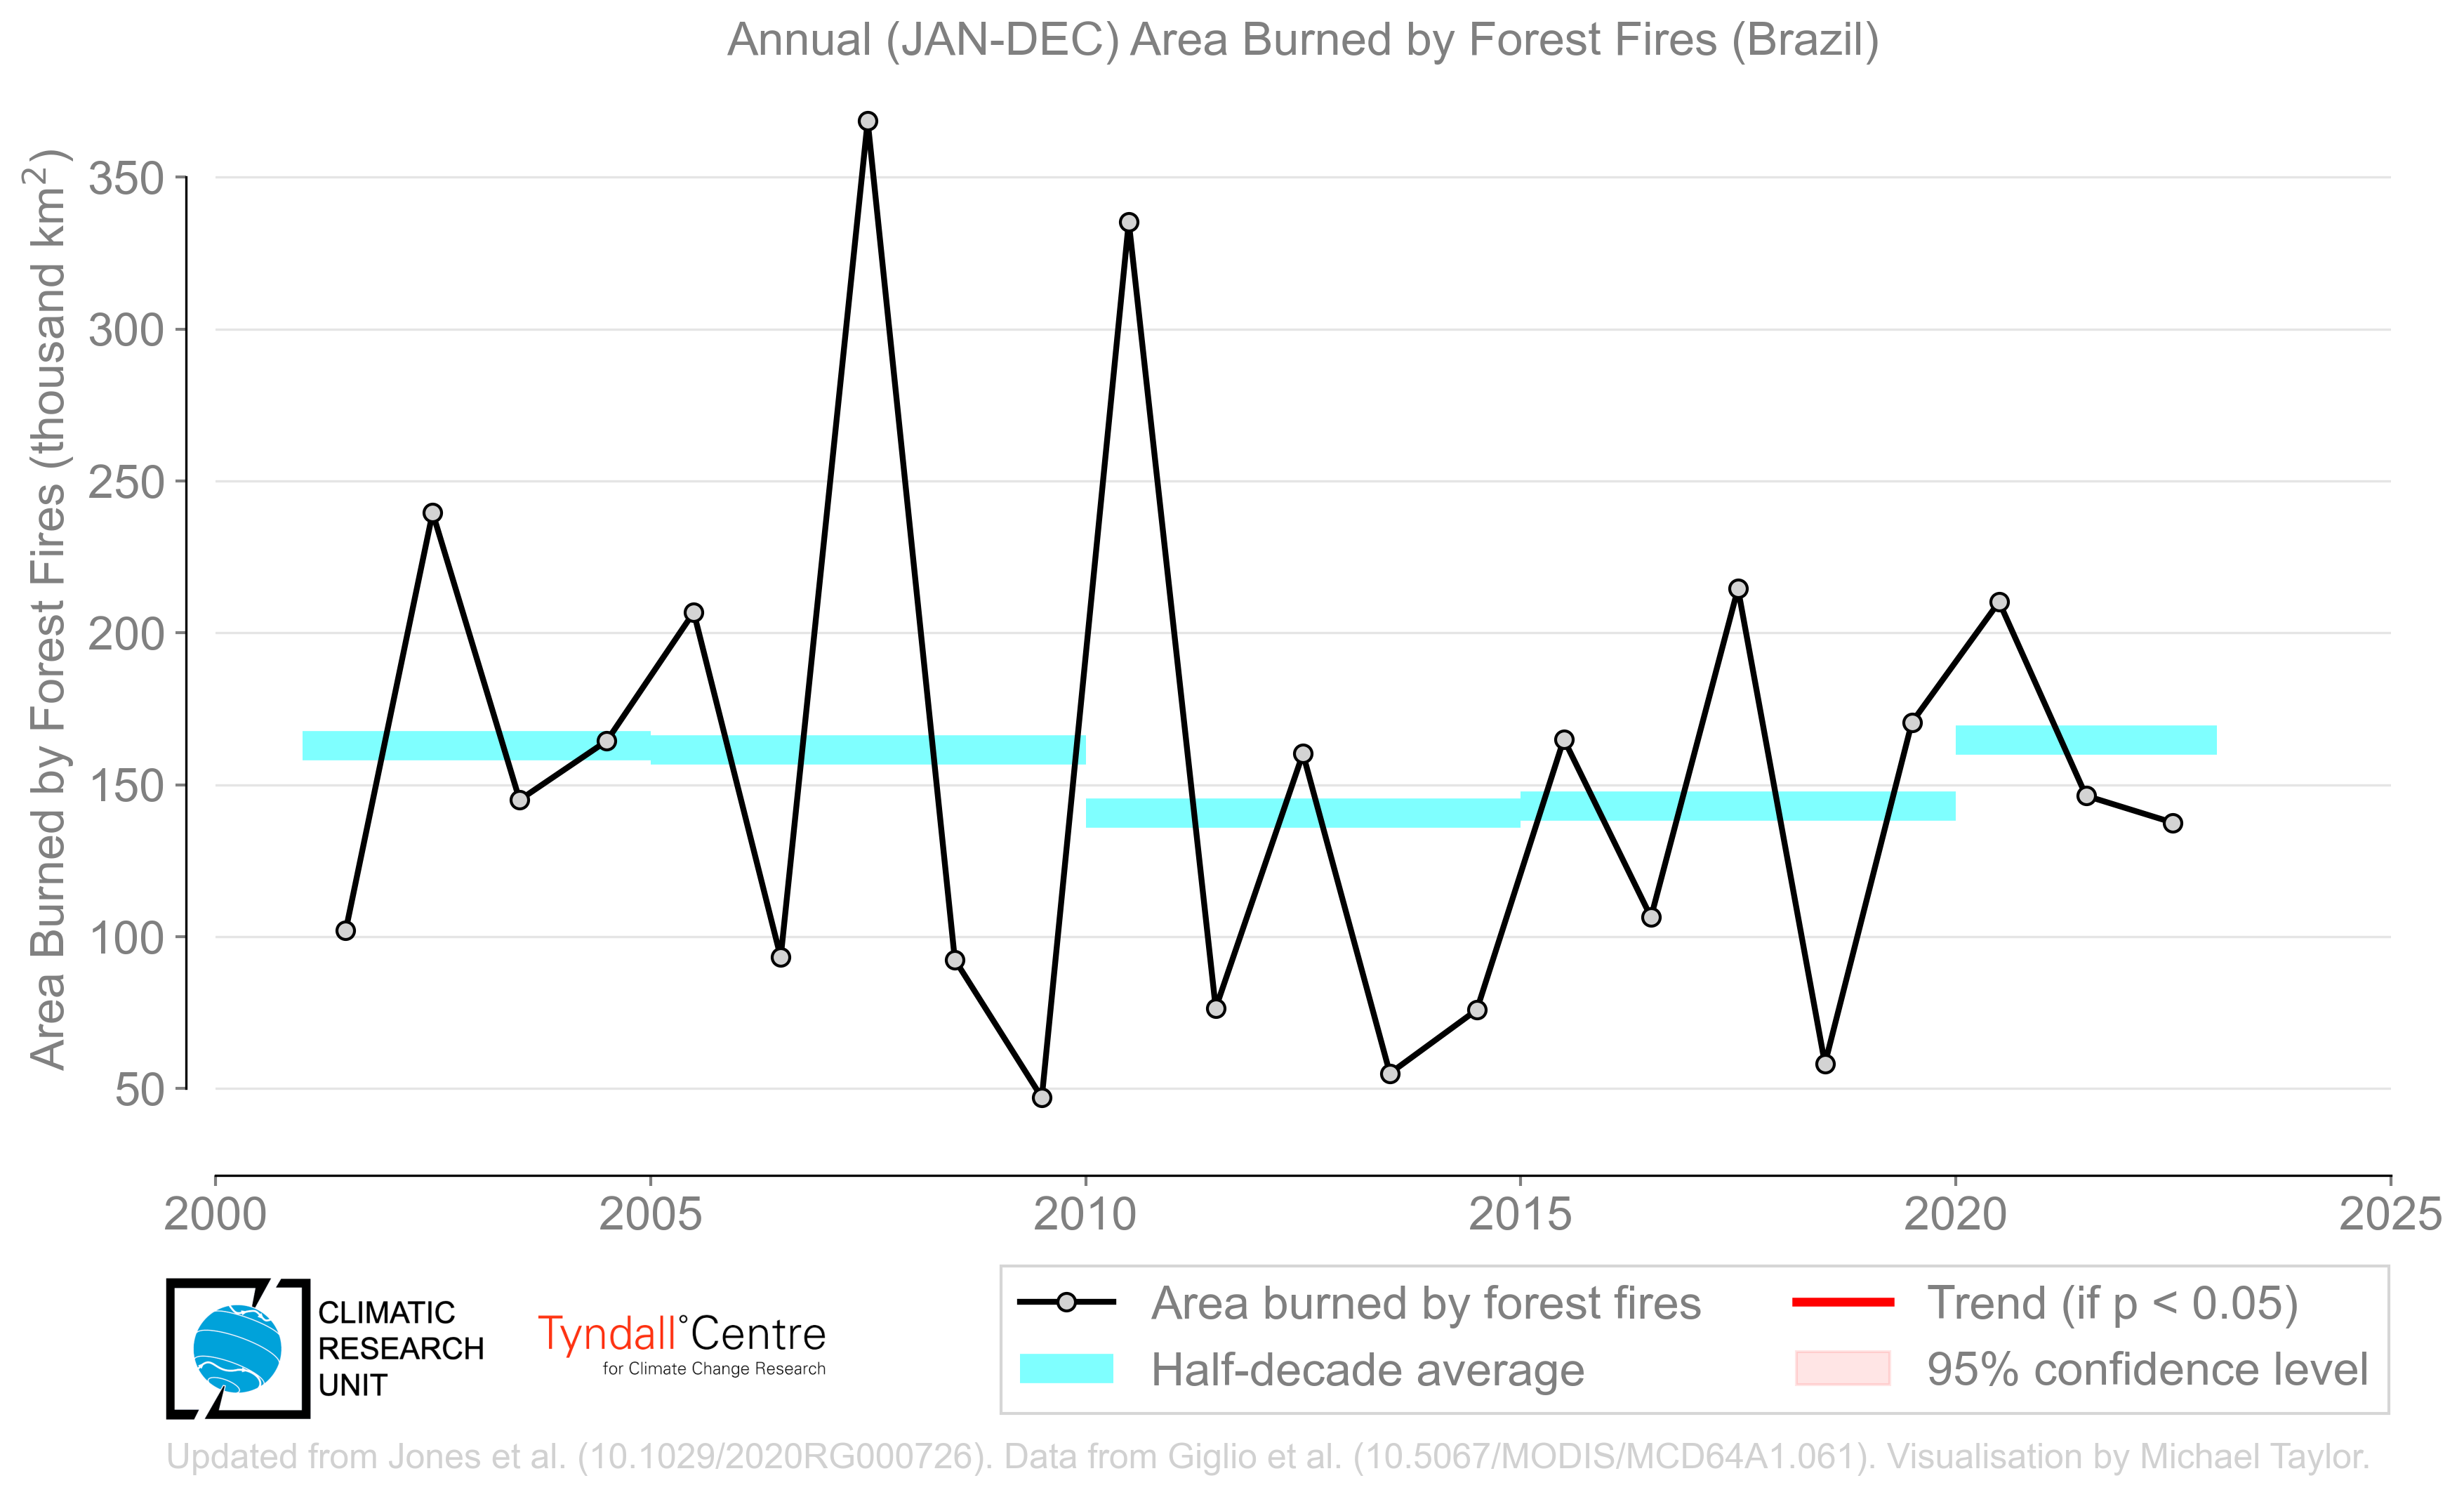 Annual (JAN-DEC) Area Burned by Forest Fires (Brazil)
Area Burned by Forest Fires (thousand km²)
350
300
250
200
150
100
50
2000
2005
2010
2015
2020
2025
CLIMATIC
RESEARCH
UNIT
Tyndall°Centre
for Climate Change Research
Area burned by forest fires
Half-decade average
Trend (if p < 0.05)
95% confidence level
Updated from Jones et al. (10.1029/2020RG000726). Data from Giglio et al. (10.5067/MODIS/MCD64A1.061). Visualisation by Michael Taylor.